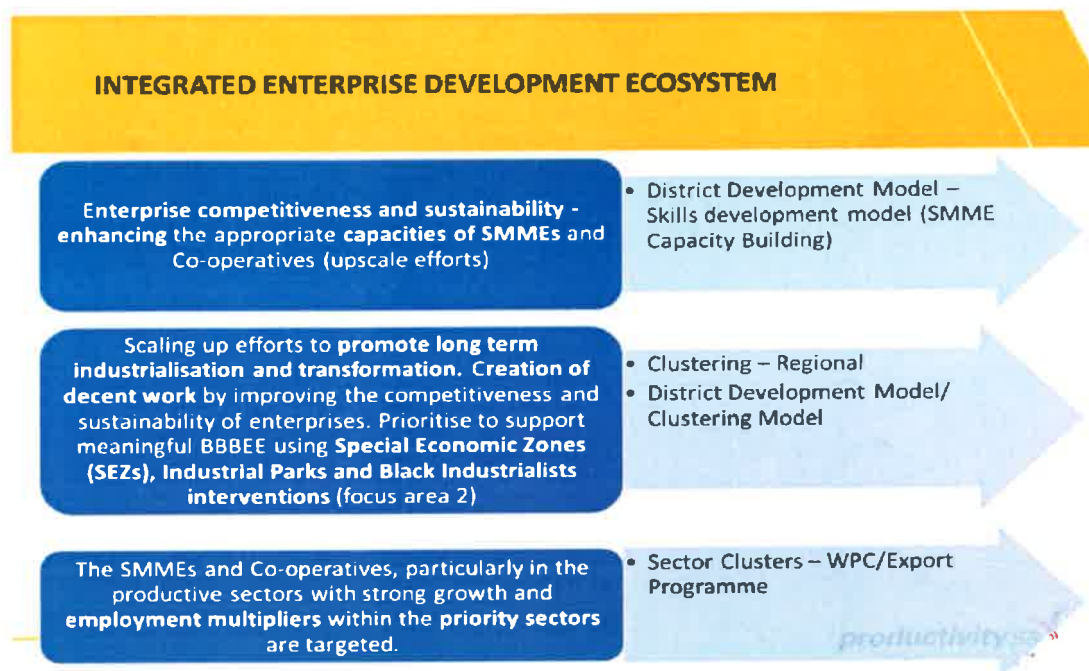 INTEGRATED ENTERPRISE DEVELOPMENT ECOSYSTEM
Enterprise competitiveness and sustainability -
enhancing the appropriate capacities of SMMEs and
Co-operatives (upscale efforts)
• District Development Model –
Skills development model (SMME
Capacity Building)
Scaling up efforts to promote long term
industrialisation and transformation. Creation of
decent work by improving the competitiveness and
sustainability of enterprises. Prioritise to support
meaningful BBBEE using Special Economic Zones
(SEZs), Industrial Parks and Black Industrialists
interventions (focus area 2)
• Clustering – Regional
• District Development Model/
Clustering Model
The SMMEs and Co-operatives, particularly in the
productive sectors with strong growth and
employment multipliers within the priority sectors
are targeted.
• Sector Clusters – WPC/Export
Programme
productivity